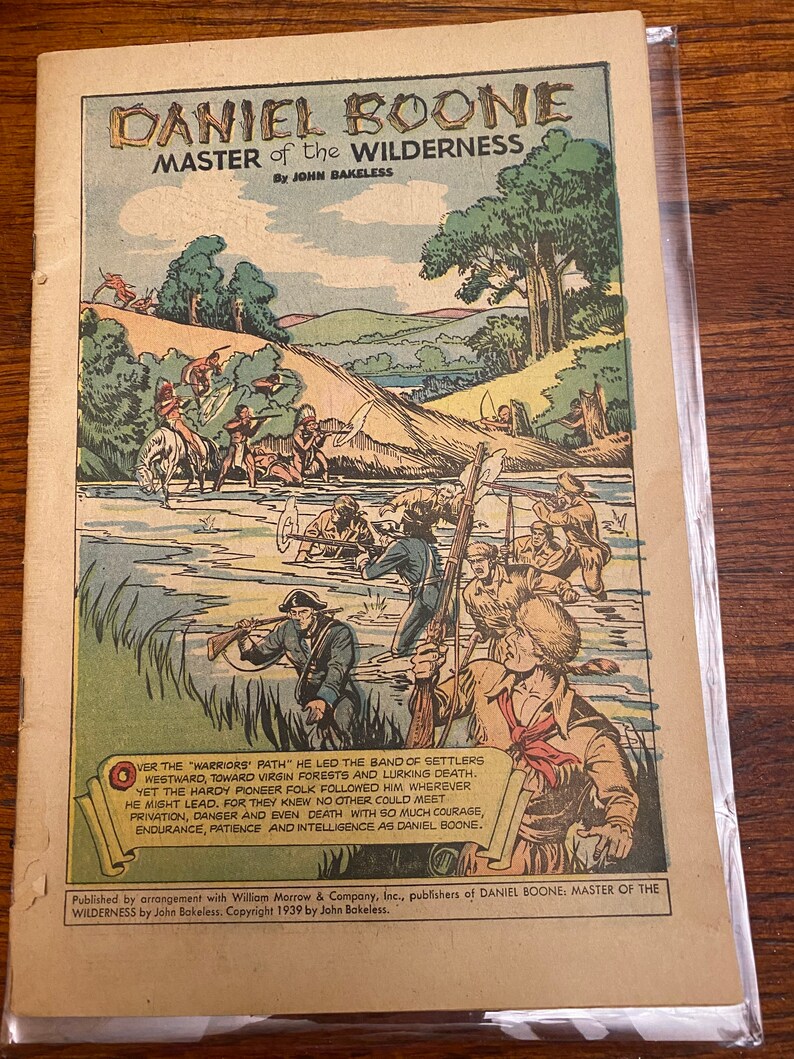 DANIEL BOONE
MASTER of the WILDERNESS
By JOHN BAKELESS
OVER THE "WARRIORS' PATH" HE LED THE BAND OF SETTLERS
WESTWARD, TOWARD VIRGIN FORESTS AND LURKING DEATH.
YET THE HARDY PIONEER FOLK FOLLOWED HIM WHEREVER
HE MIGHT LEAD. FOR THEY KNEW NO OTHER COULD MEET
PRIVATION, DANGER AND EVEN DEATH WITH SO MUCH COURAGE,
ENDURANCE, PATIENCE AND INTELLIGENCE AS DANIEL BOONE.
Published by arrangement with William Morrow & Company, Inc., publishers of DANIEL BOONE: MASTER OF THE
WILDERNESS by John Bakeless. Copyright 1939 by John Bakeless.